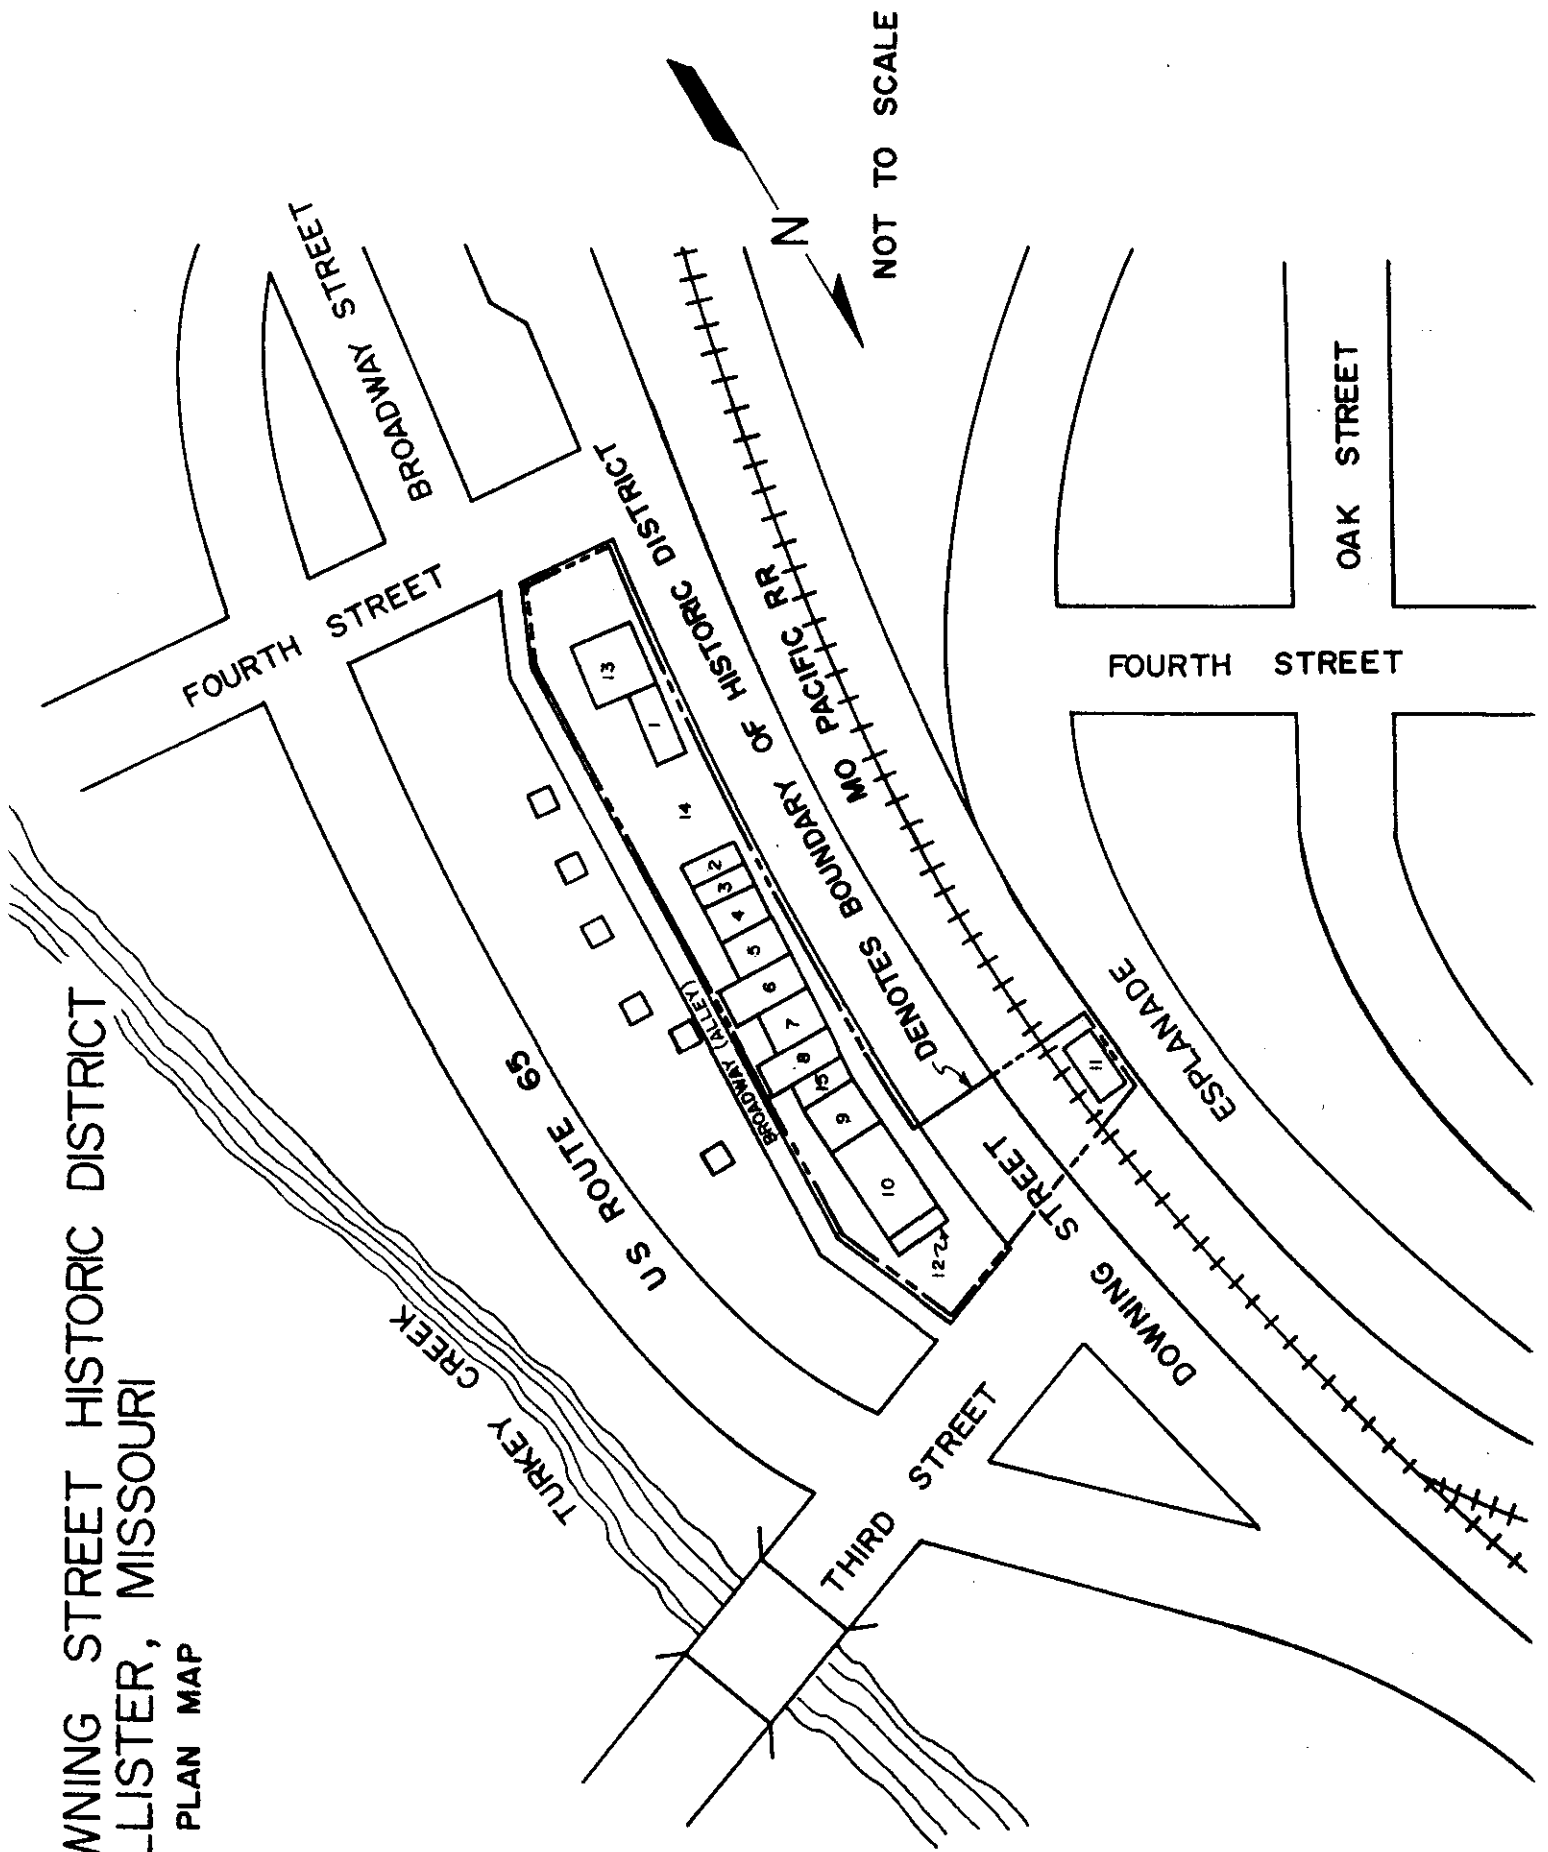 WNING STREET HISTORIC DISTRICT
LLISTER, MISSOURI
PLAN MAP
TURKEY CREEK
US ROUTE 65
FOURTH STREET
BROADWAY STREET
BROADWAY (ALLEY)
THIRD STREET
DOWNING STREET
DENOTES BOUNDARY OF HISTORIC DISTRICT
MO PACIFIC RR
ESPLANADE
FOURTH STREET
OAK STREET
N
NOT TO SCALE
13
1
14
2
3
4
5
6
7
8
15
9
10
12
11